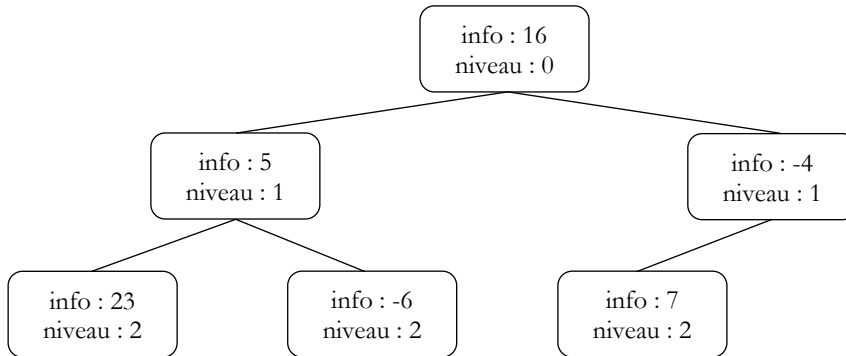 info : 16
niveau : 0
info : 5
niveau : 1
info : -4
niveau : 1
info : 23
niveau : 2
info : -6
niveau : 2
info : 7
niveau : 2